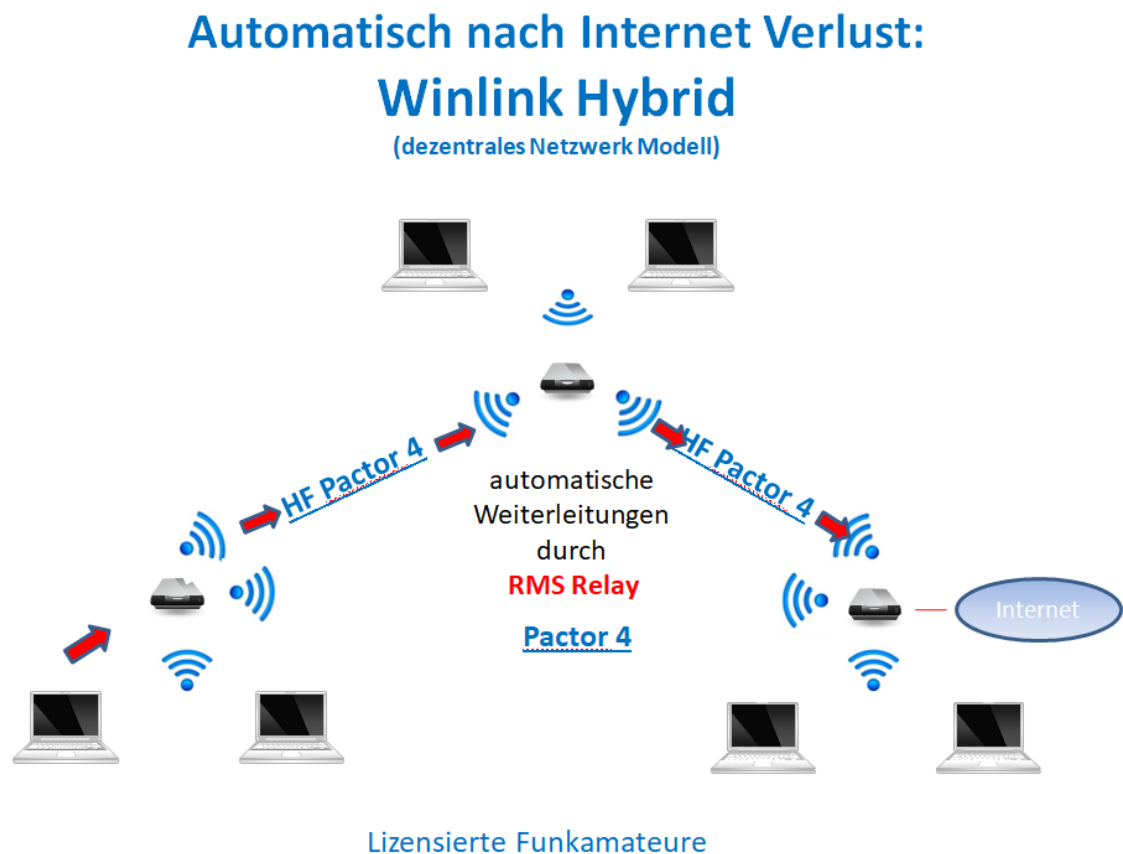 Automatisch nach Internet Verlust:
Winlink Hybrid
(dezentrales Netzwerk Modell)
HF Pactor 4
HF Pactor 4
automatische
Weiterleitungen
durch
RMS Relay
Pactor 4
Internet
Lizensierte Funkamateure